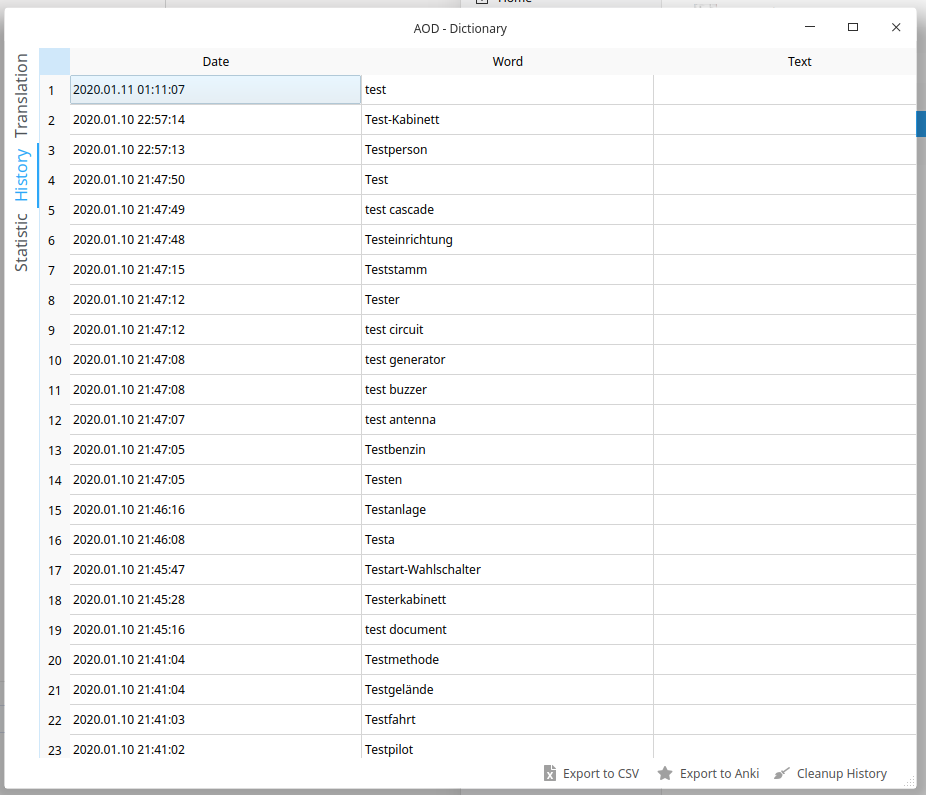 Home
AOD - Dictionary
Translation
History
Statistic
Date Word Text
1 2020.01.11 01:11:07 test
2 2020.01.10 22:57:14 Test-Kabinett
3 2020.01.10 22:57:13 Testperson
4 2020.01.10 21:47:50 Test
5 2020.01.10 21:47:49 test cascade
6 2020.01.10 21:47:48 Testeinrichtung
7 2020.01.10 21:47:15 Teststamm
8 2020.01.10 21:47:12 Tester
9 2020.01.10 21:47:12 test circuit
10 2020.01.10 21:47:08 test generator
11 2020.01.10 21:47:08 test buzzer
12 2020.01.10 21:47:07 test antenna
13 2020.01.10 21:47:05 Testbenzin
14 2020.01.10 21:47:05 Testen
15 2020.01.10 21:46:16 Testanlage
16 2020.01.10 21:46:08 Testa
17 2020.01.10 21:45:47 Testart-Wahlschalter
18 2020.01.10 21:45:28 Testerkabinett
19 2020.01.10 21:45:16 test document
20 2020.01.10 21:41:04 Testmethode
21 2020.01.10 21:41:04 Testgelände
22 2020.01.10 21:41:03 Testfahrt
23 2020.01.10 21:41:02 Testpilot
Export to CSV Export to Anki Cleanup History